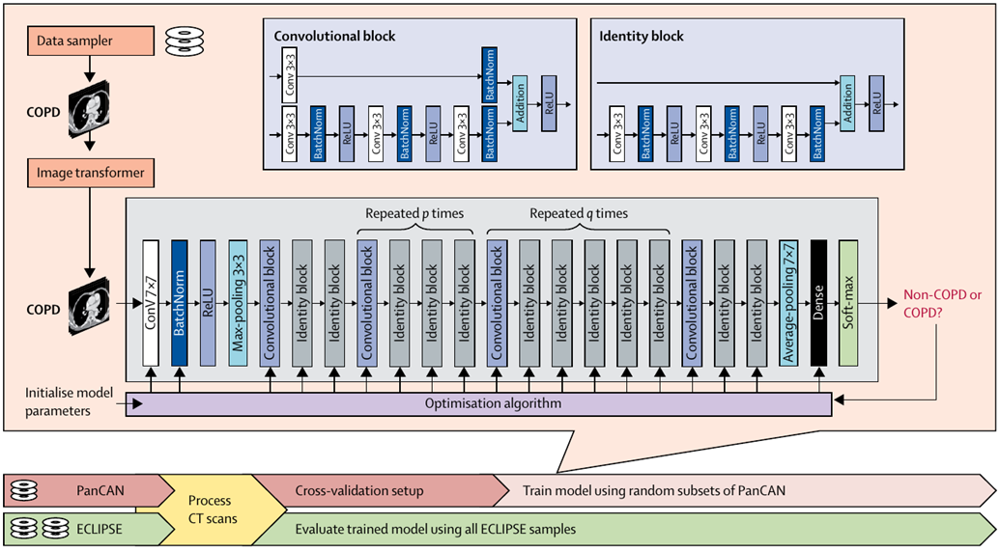 Data sampler
COPD
Image transformer
COPD
Convolutional block
Conv 3×3
BatchNorm
Conv 3×3
BatchNorm
ReLU
Conv 3×3
BatchNorm
ReLU
Conv 3×3
BatchNorm
Addition
ReLU
Identity block
Conv 3×3
BatchNorm
ReLU
Conv 3×3
BatchNorm
ReLU
Conv 3×3
BatchNorm
Addition
ReLU
Repeated p times
Repeated q times
ConV 7×7
BatchNorm
ReLU
Max-pooling 3×3
Convolutional block
Identity block
Identity block
Convolutional block
Identity block
Identity block
Identity block
Convolutional block
Identity block
Identity block
Identity block
Identity block
Identity block
Convolutional block
Identity block
Identity block
Average-pooling 7×7
Dense
Soft-max
Non-COPD or
COPD?
Initialise model
parameters
Optimisation algorithm
PanCAN
Process
CT scans
Cross-validation setup
Train model using random subsets of PanCAN
ECLIPSE
Evaluate trained model using all ECLIPSE samples